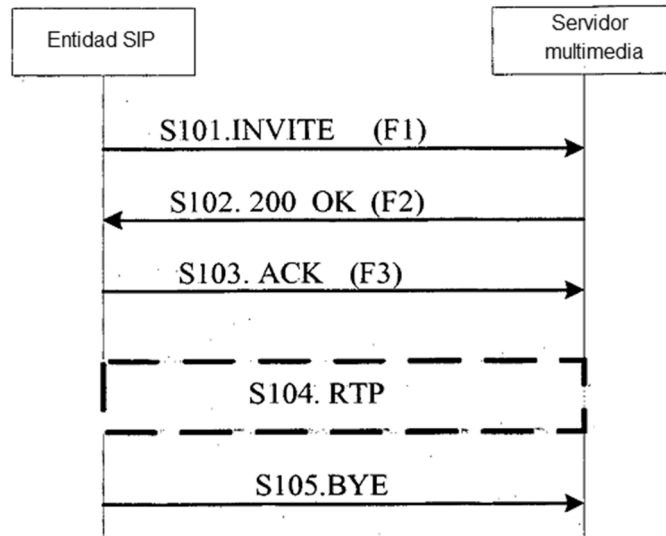 Entidad SIP
Servidor
multimedia
S101.INVITE (F1)
S102. 200 OK (F2)
S103. ACK (F3)
S104. RTP
S105.BYE